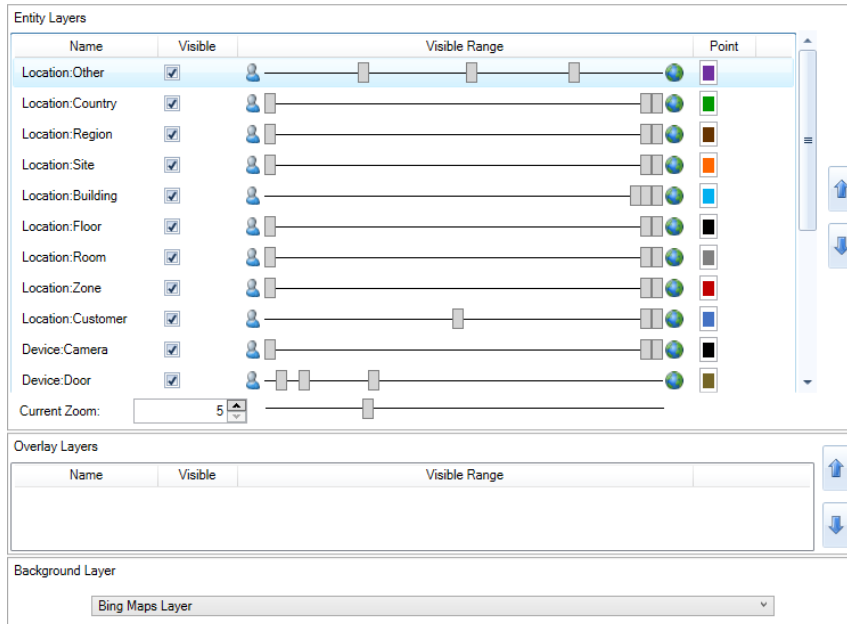 Entity Layers
Name Visible Visible Range Point
Location:Other
Location:Country
Location:Region
Location:Site
Location:Building
Location:Floor
Location:Room
Location:Zone
Location:Customer
Device:Camera
Device:Door
Current Zoom: 5
Overlay Layers
Name Visible Visible Range
Background Layer
Bing Maps Layer